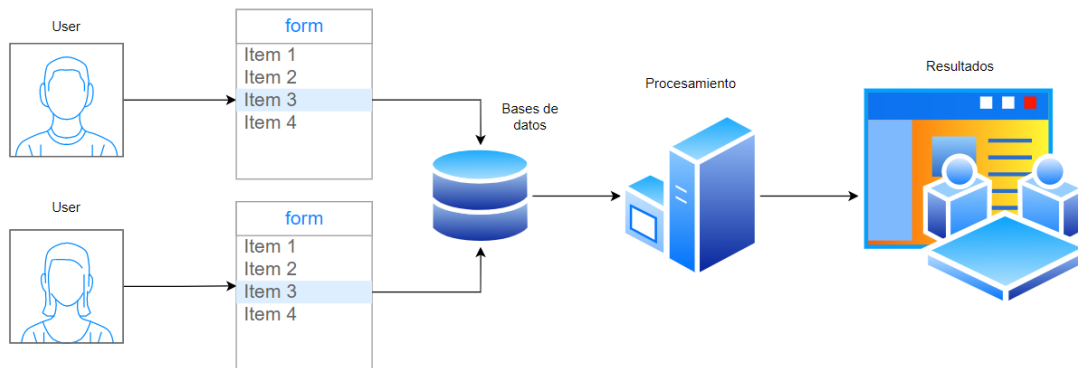 User
form
Item 1
Item 2
Item 3
Item 4
Bases de
datos
Procesamiento
Resultados
User
form
Item 1
Item 2
Item 3
Item 4